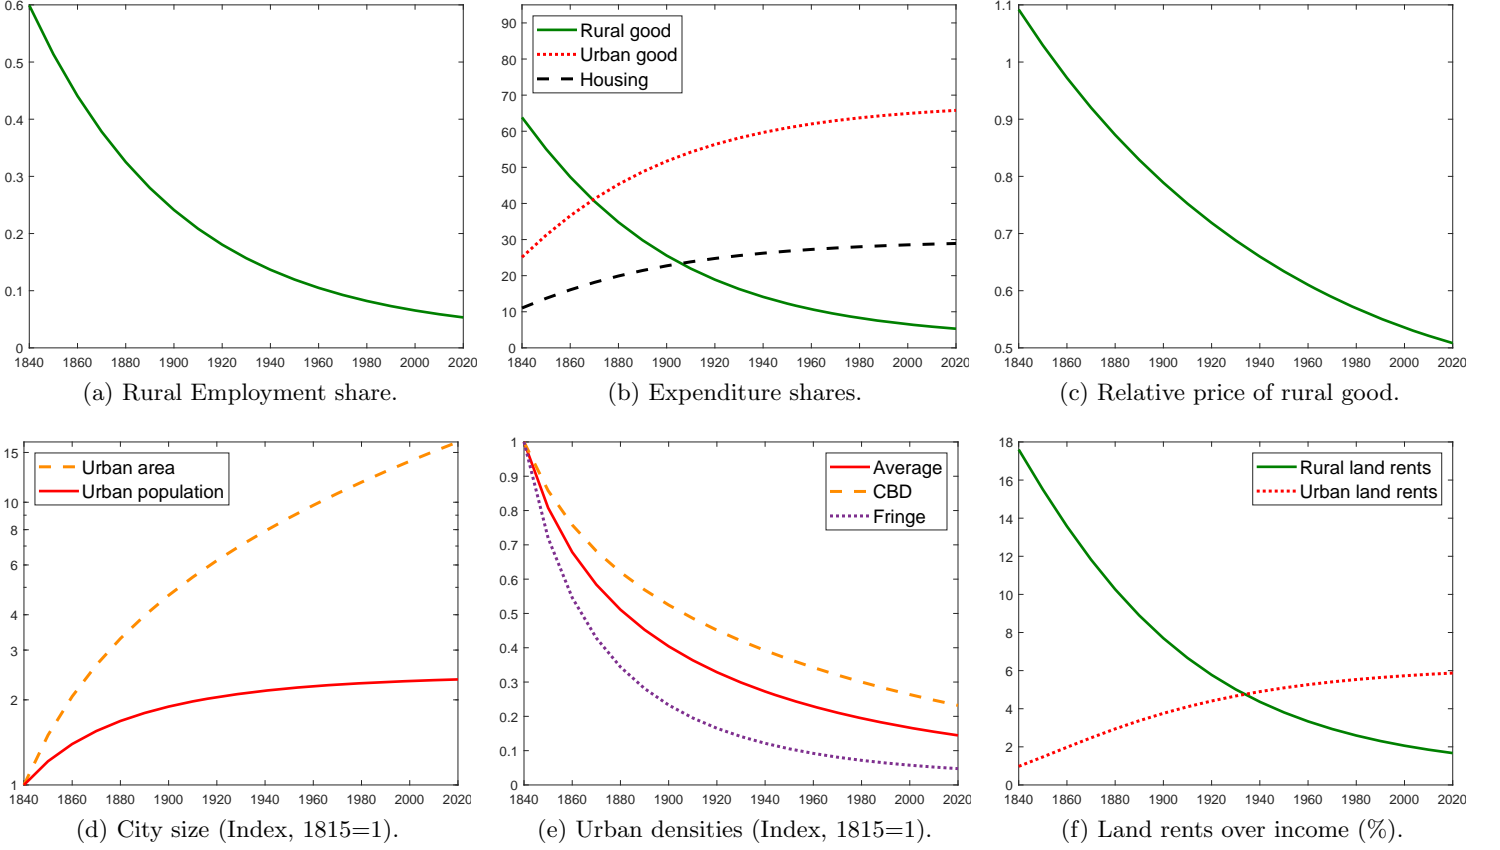 0.6
0.5
0.4
0.3
0.2
0.1
0
1840 1860 1880 1900 1920 1940 1960 1980 2000 2020
(a) Rural Employment share.
90
80
70
60
50
40
30
20
10
0
Rural good
Urban good
Housing
1840 1860 1880 1900 1920 1940 1960 1980 2000 2020
(b) Expenditure shares.
1.1
1
0.9
0.8
0.7
0.6
0.5
1840 1860 1880 1900 1920 1940 1960 1980 2000 2020
(c) Relative price of rural good.
15
10
8
6
4
3
2
1
Urban area
Urban population
1840 1860 1880 1900 1920 1940 1960 1980 2000 2020
(d) City size (Index, 1815=1).
1
0.9
0.8
0.7
0.6
0.5
0.4
0.3
0.2
0.1
0
Average
CBD
Fringe
1840 1860 1880 1900 1920 1940 1960 1980 2000 2020
(e) Urban densities (Index, 1815=1).
18
16
14
12
10
8
6
4
2
0
Rural land rents
Urban land rents
1840 1860 1880 1900 1920 1940 1960 1980 2000 2020
(f) Land rents over income (%).